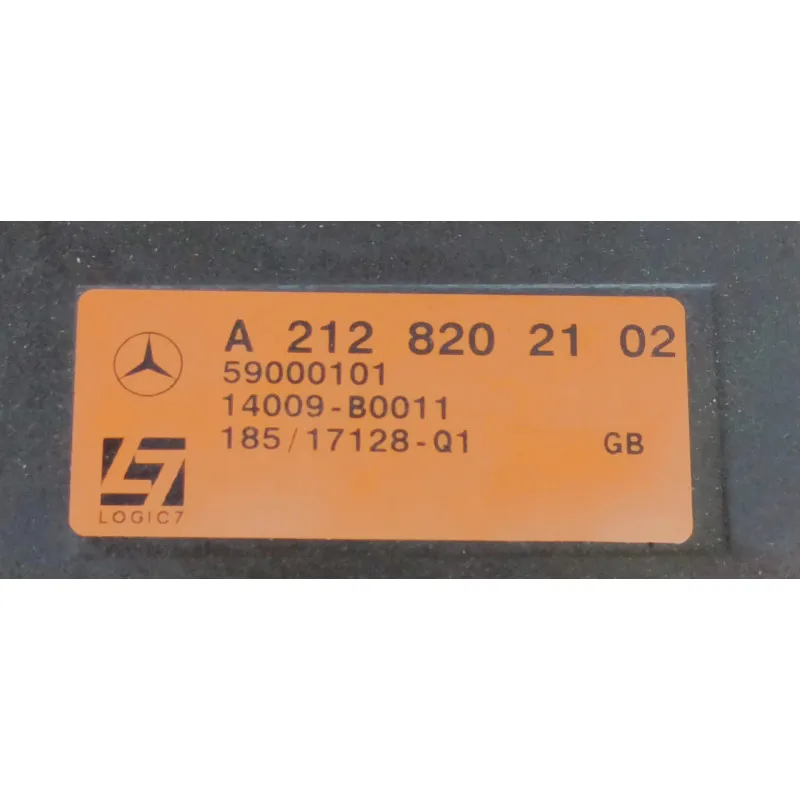 A 212 820 21 02
59000101
14009-B0011
185/17128-Q1 GB
LOGIC7